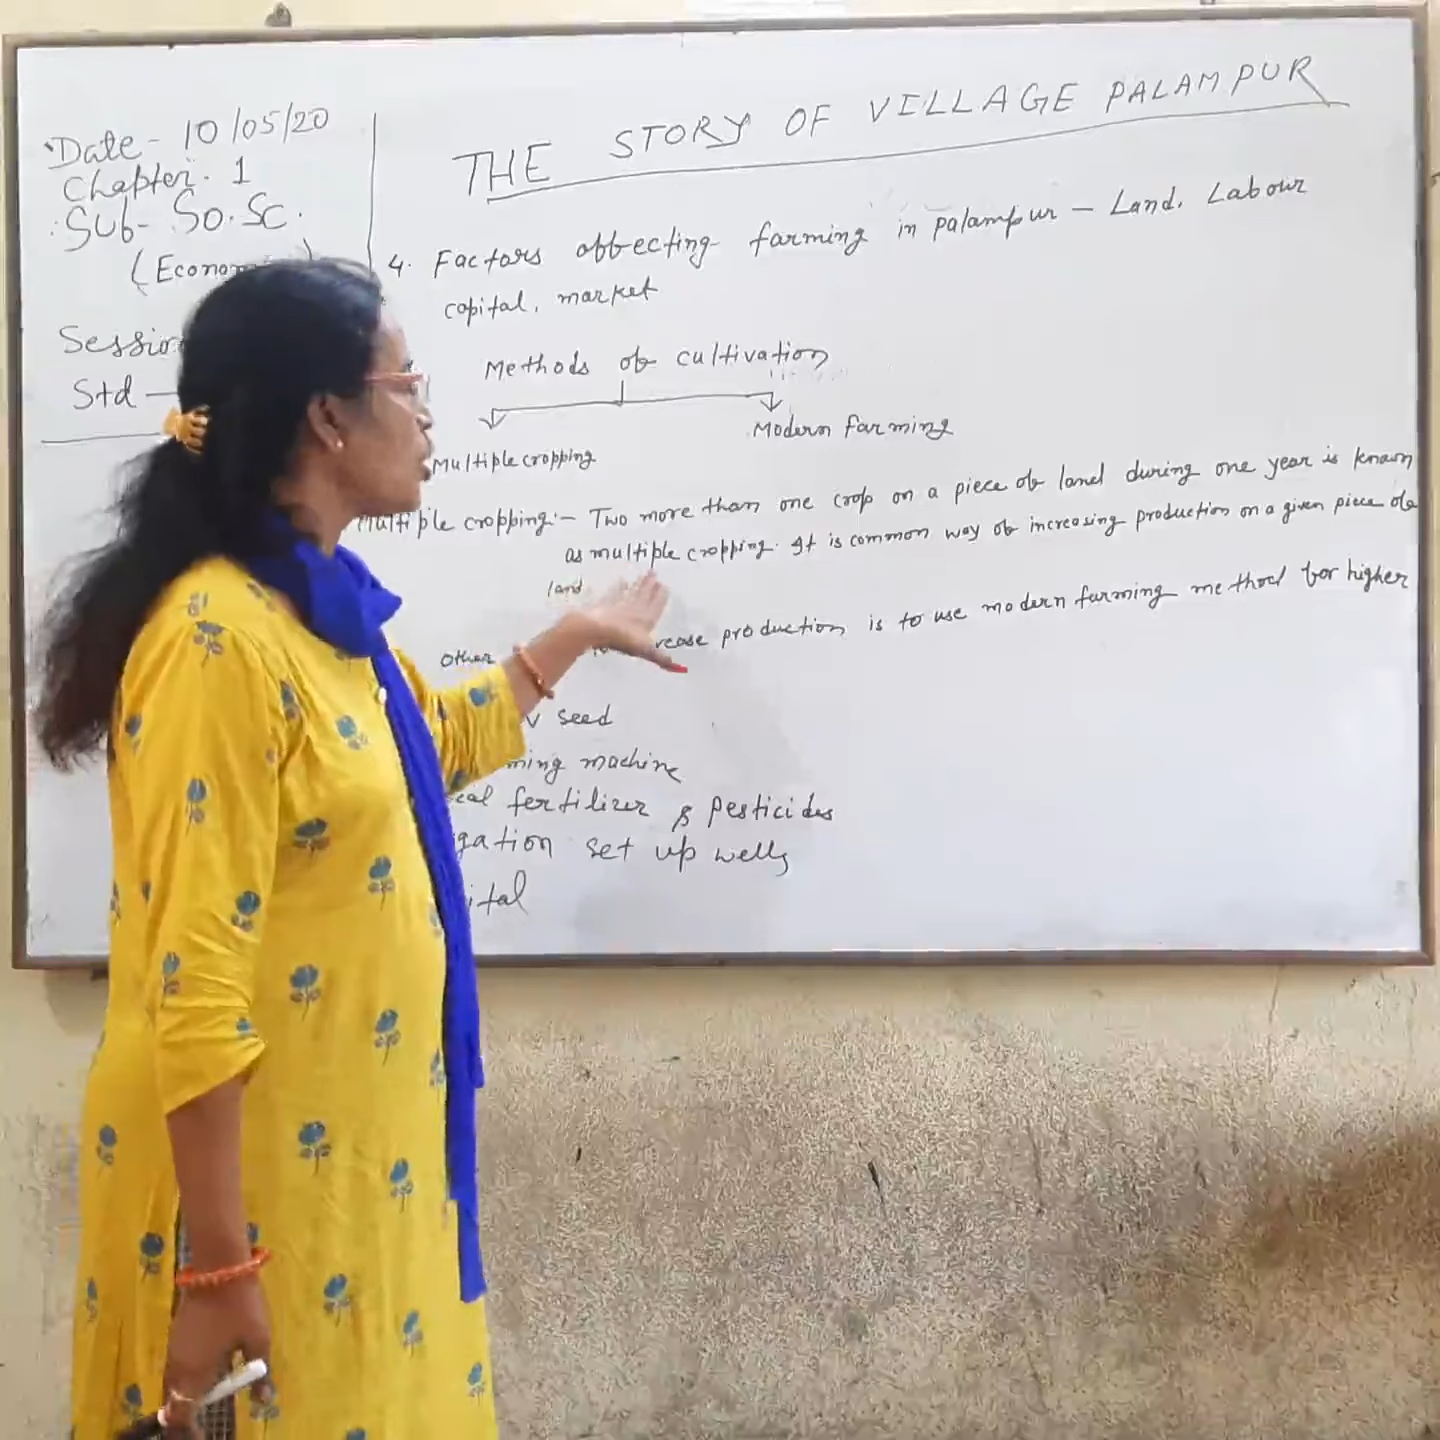 Date - 10/05/20
Chapter. 1
Sub- So.Sc.
THE STORY OF VILLAGE PALAMPUR
4. Factors affecting farming in palampur - Land. Labour
capital, market
Methods of cultivation
Multiple cropping
Modern farming
Multiple cropping:- Two more than one crop on a piece of land during one year is known
as multiple cropping. It is common way of increasing production on a given piece of
land
Other production is to use modern farming method for higher
seed
machine
fertilizer & pesticides
set up wells
Std -